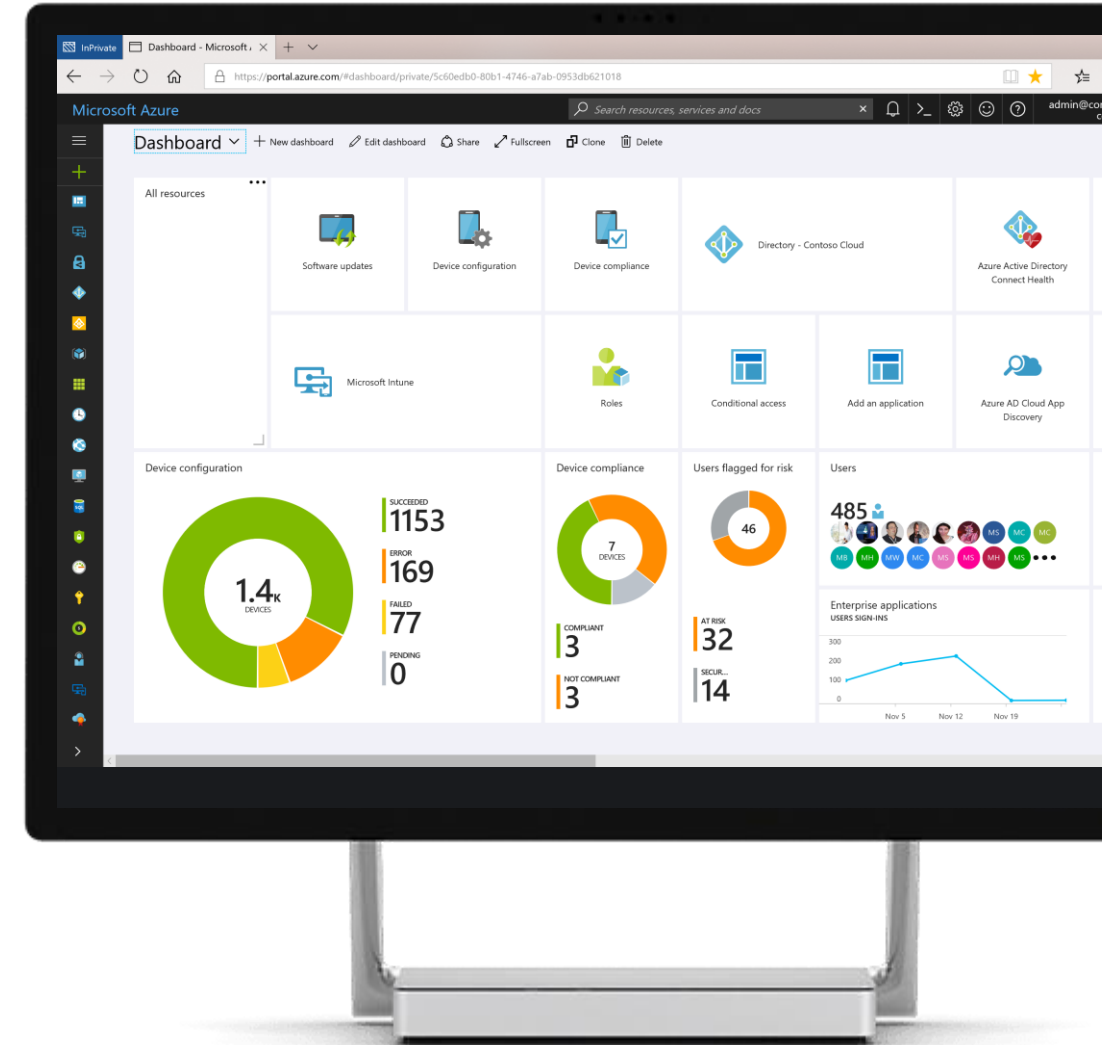 InPrivate
Dashboard - Microsoft
https://portal.azure.com/#dashboard/private/5c60edb0-80b1-4746-a7ab-0953db621018
Microsoft Azure
Search resources, services and docs
Dashboard
New dashboard
Edit dashboard
Share
Fullscreen
Clone
Delete
All resources
Software updates
Device configuration
Device compliance
Directory - Contoso Cloud
Azure Active Directory
Connect Health
Microsoft Intune
Roles
Conditional access
Add an application
Azure AD Cloud App
Discovery
Device configuration
1.4K
DEVICES
SUCCEEDED
1153
ERROR
169
FAILED
77
PENDING
0
Device compliance
7
DEVICES
COMPLIANT
3
NOT COMPLIANT
3
Users flagged for risk
46
AT RISK
32
SECUR...
14
Users
485
MS MC MC
MB MH MW MC MS MS MH MS
Enterprise applications
USERS SIGN-INS
300
200
100
0
Nov 5 Nov 12 Nov 19